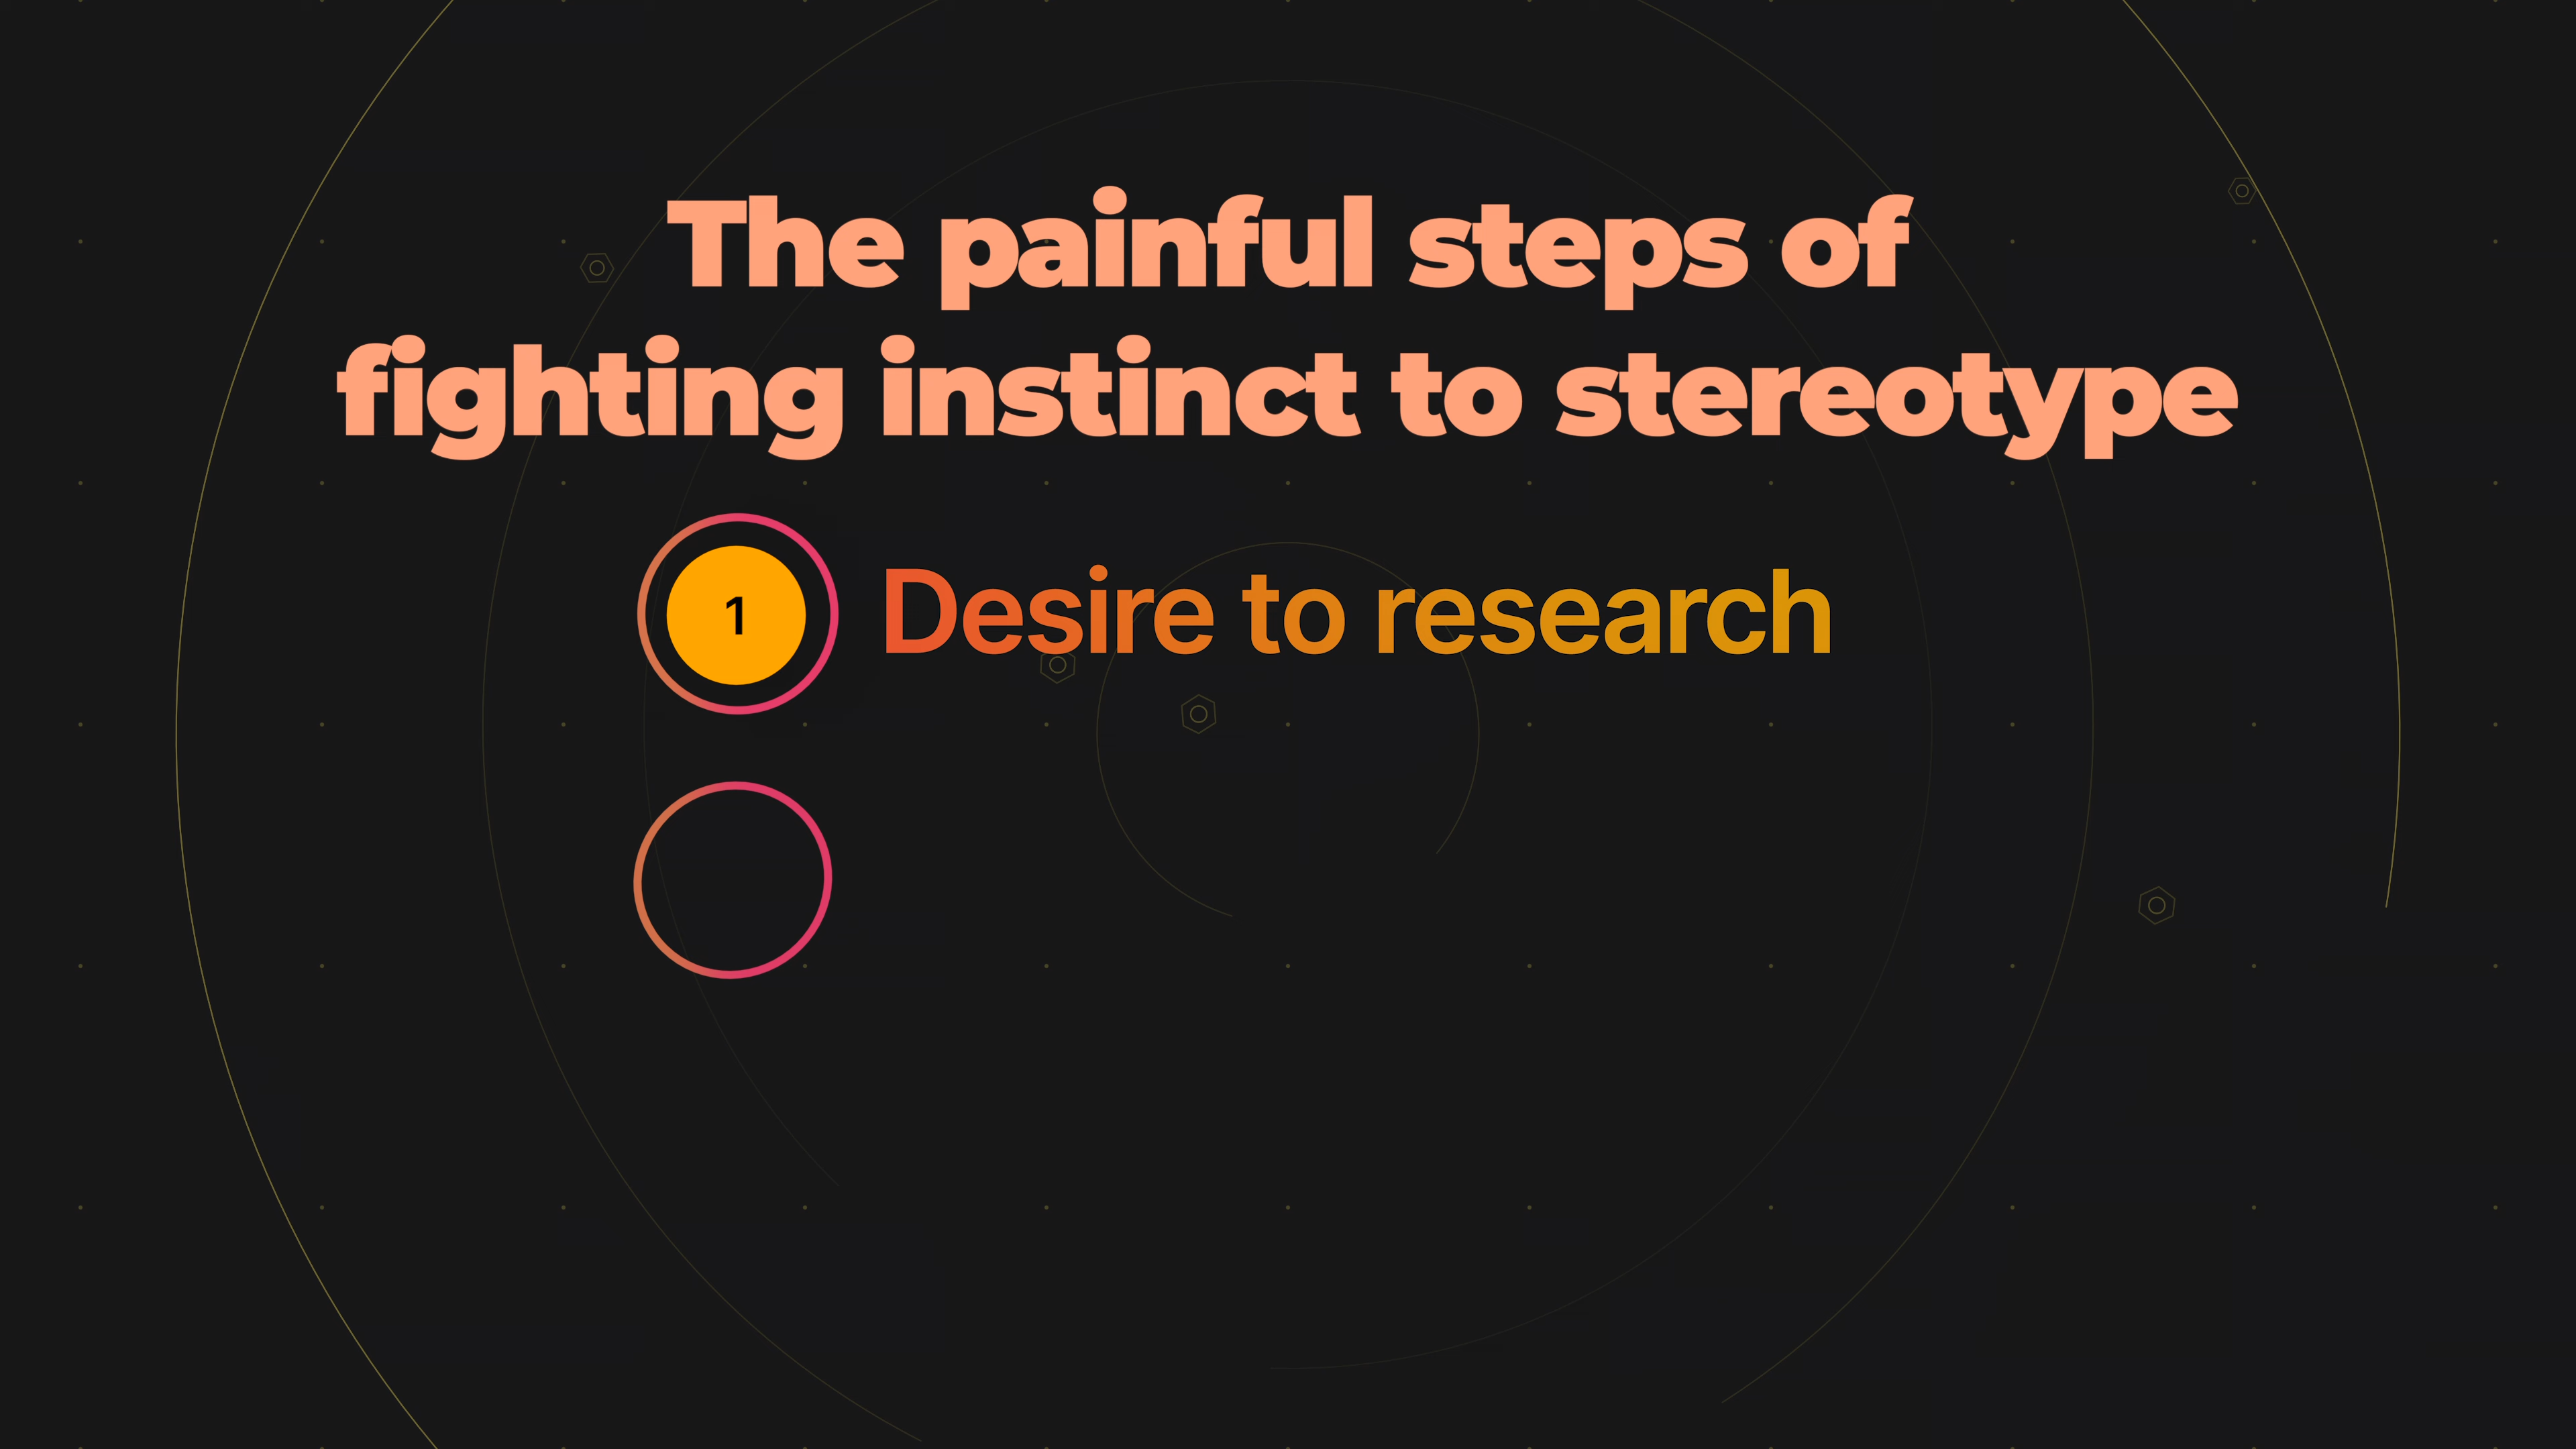 The painful steps of
fighting instinct to stereotype
1 Desire to research